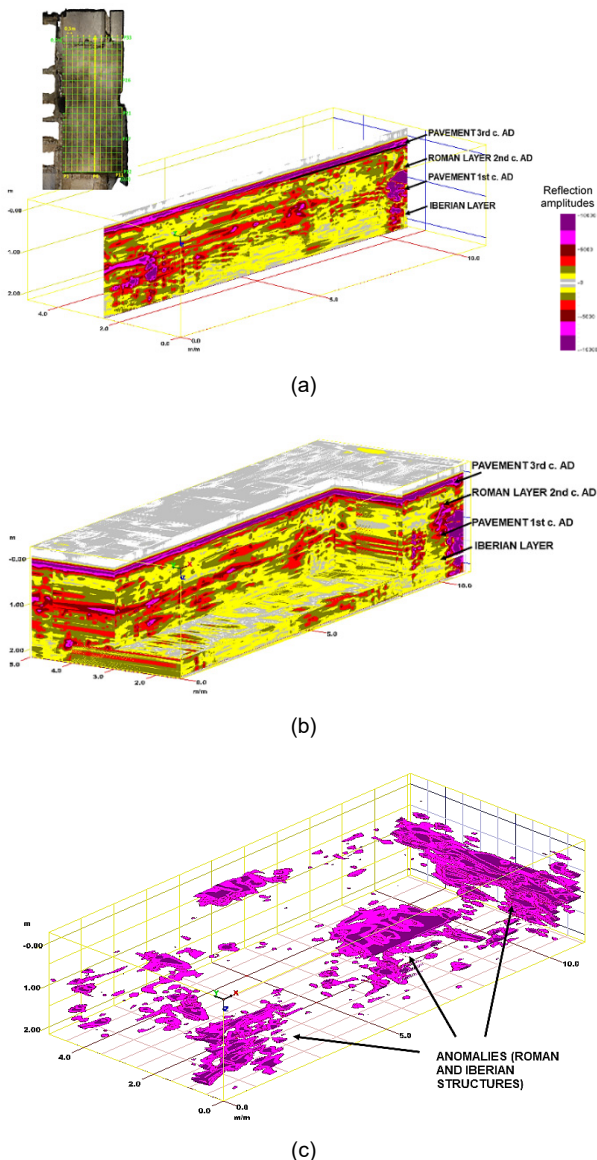 PAVEMENT 3rd c. AD
ROMAN LAYER 2nd c. AD
PAVEMENT 1st c. AD
IBERIAN LAYER
Reflection
amplitudes
m
-0.00
1.00
2.00
4.0
2.0
0.0
0.0
m/m
5.0
10.0
(a)
PAVEMENT 3rd c. AD
ROMAN LAYER 2nd c. AD
PAVEMENT 1st c. AD
IBERIAN LAYER
m
-0.00
1.00
2.00
4.0
3.0
2.0
m/m
5.0
10.0
(b)
m
-0.00
1.00
2.00
4.0
2.0
0.0
0.0
m/m
5.0
10.0
ANOMALIES (ROMAN
AND IBERIAN
STRUCTURES)
(c)